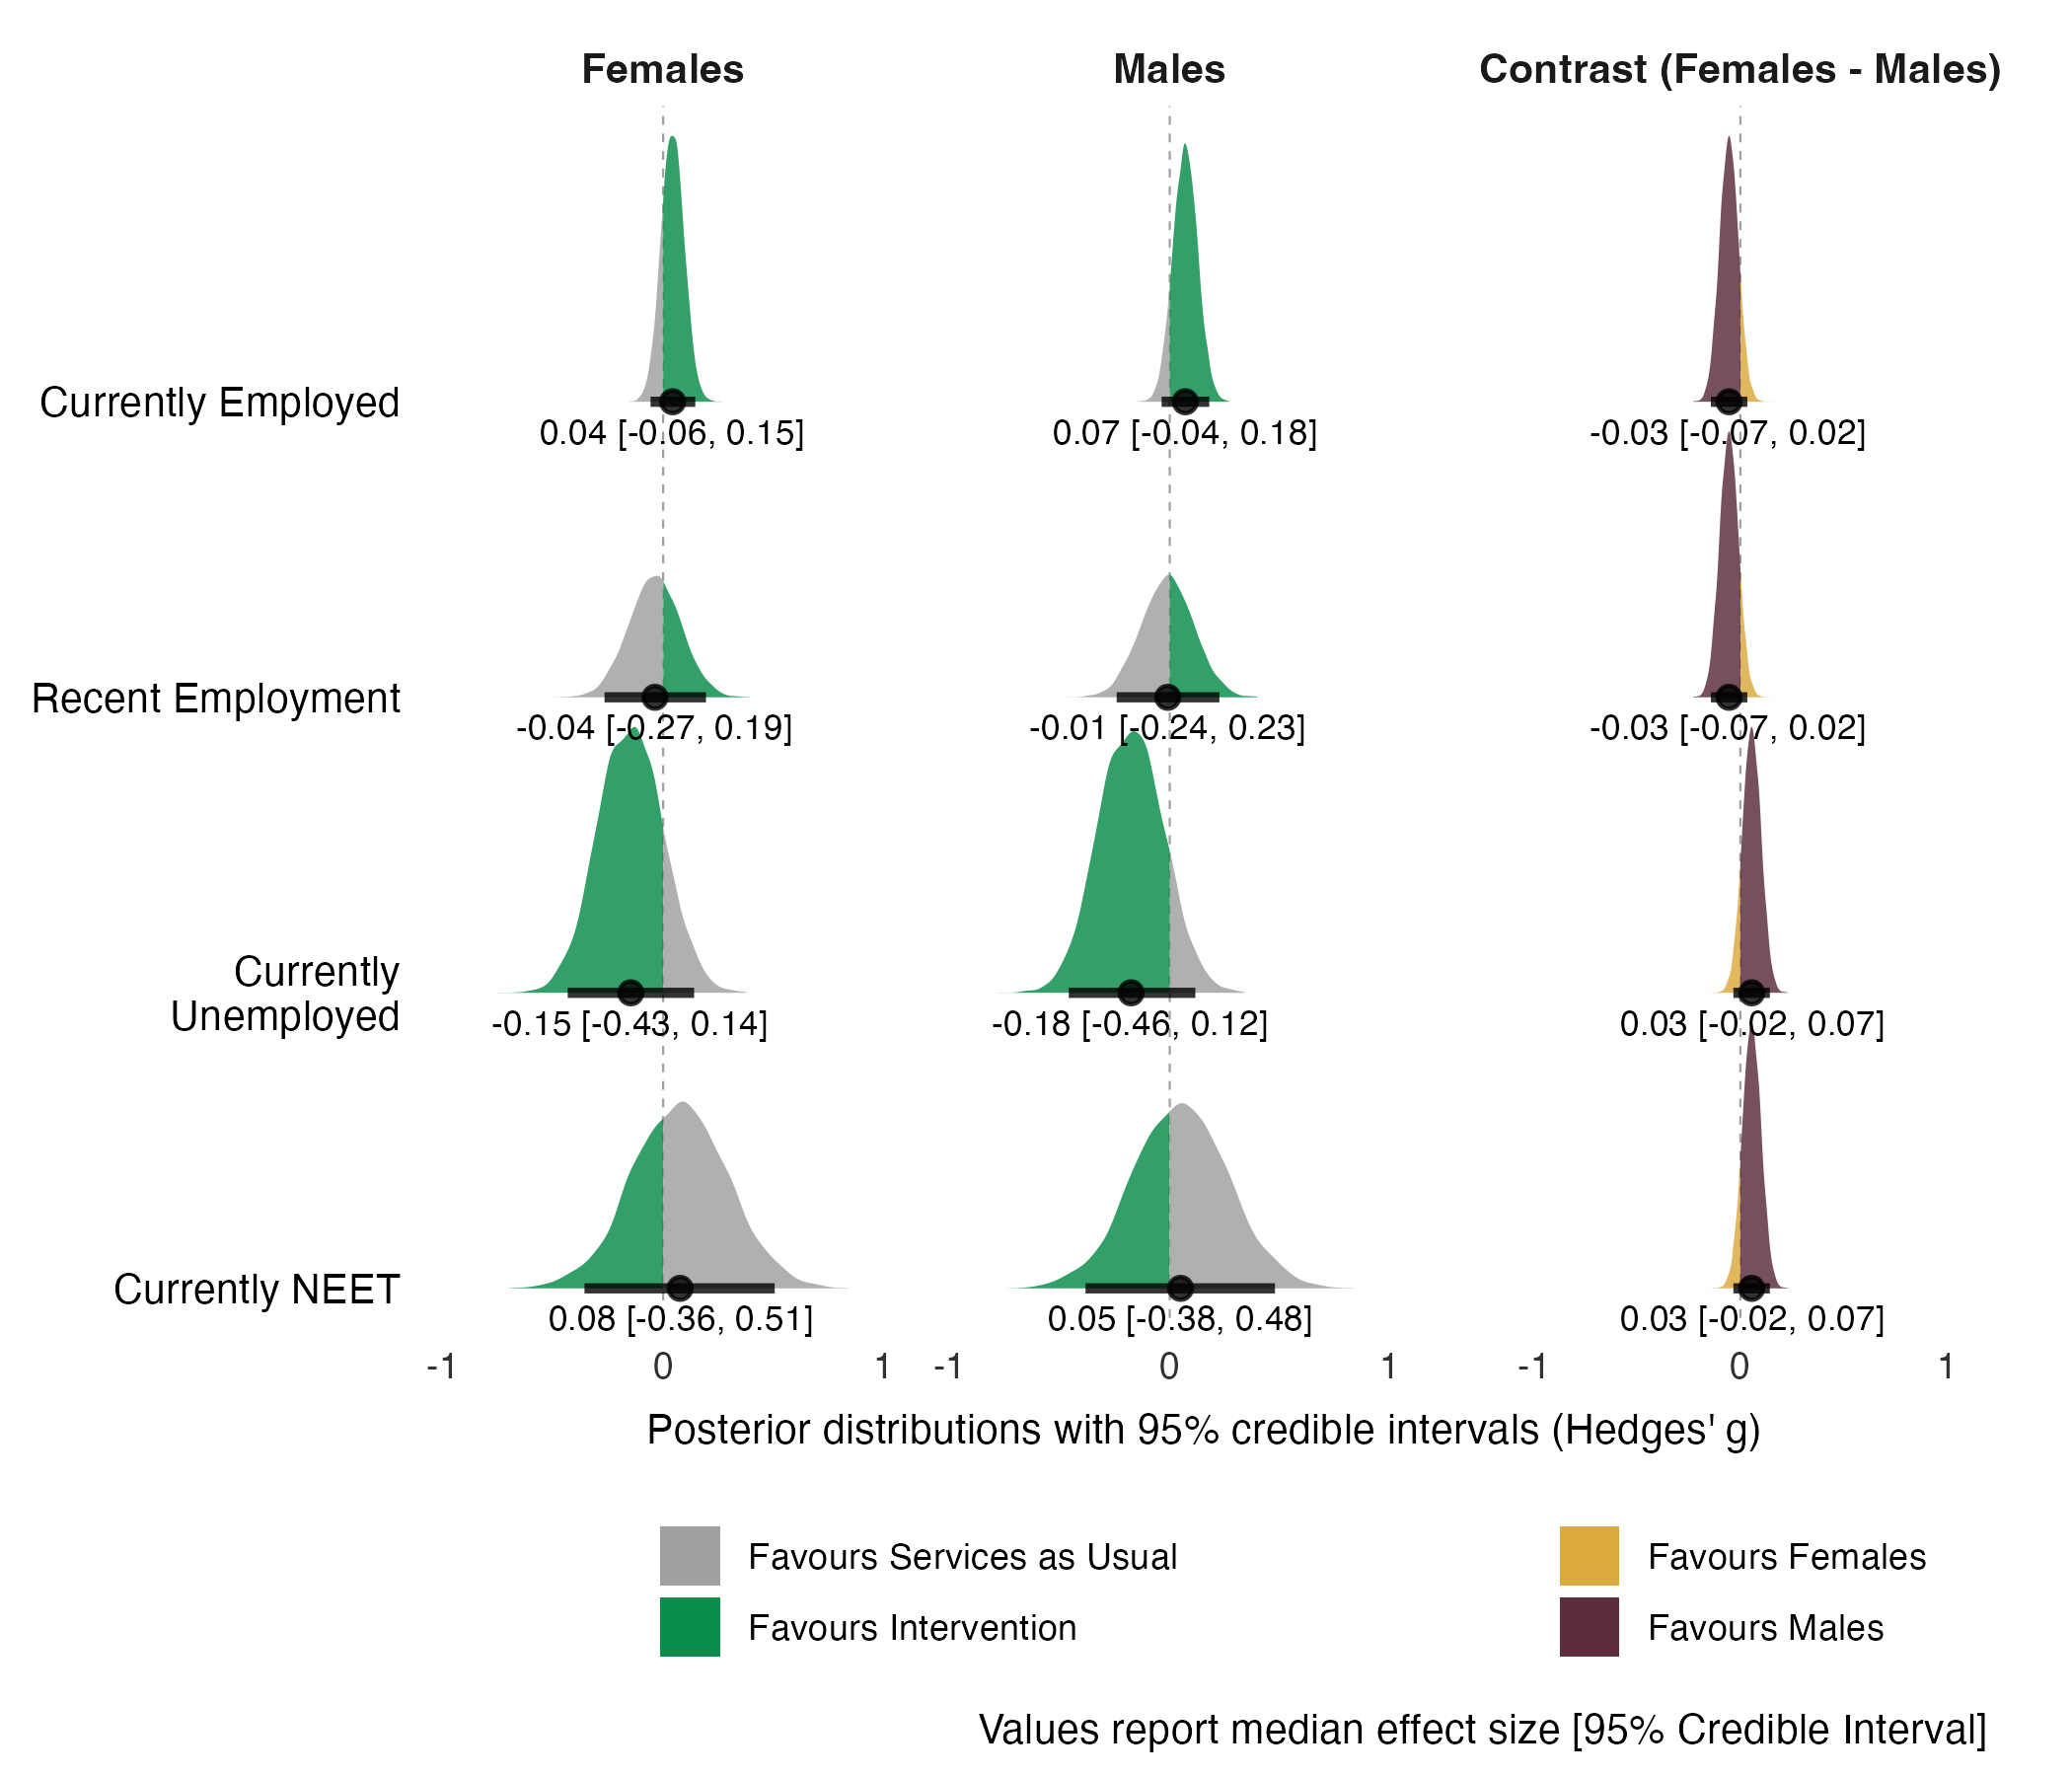 Females Males Contrast (Females - Males)
Currently Employed
0.04 [-0.06, 0.15] 0.07 [-0.04, 0.18] -0.03 [-0.07, 0.02]
Recent Employment
-0.04 [-0.27, 0.19] -0.01 [-0.24, 0.23] -0.03 [-0.07, 0.02]
Currently
Unemployed
-0.15 [-0.43, 0.14] -0.18 [-0.46, 0.12] 0.03 [-0.02, 0.07]
Currently NEET
0.08 [-0.36, 0.51] 0.05 [-0.38, 0.48] 0.03 [-0.02, 0.07]
-1 0 1 -1 0 1 -1 0 1
Posterior distributions with 95% credible intervals (Hedges' g)
Favours Services as Usual Favours Females
Favours Intervention Favours Males
Values report median effect size [95% Credible Interval]